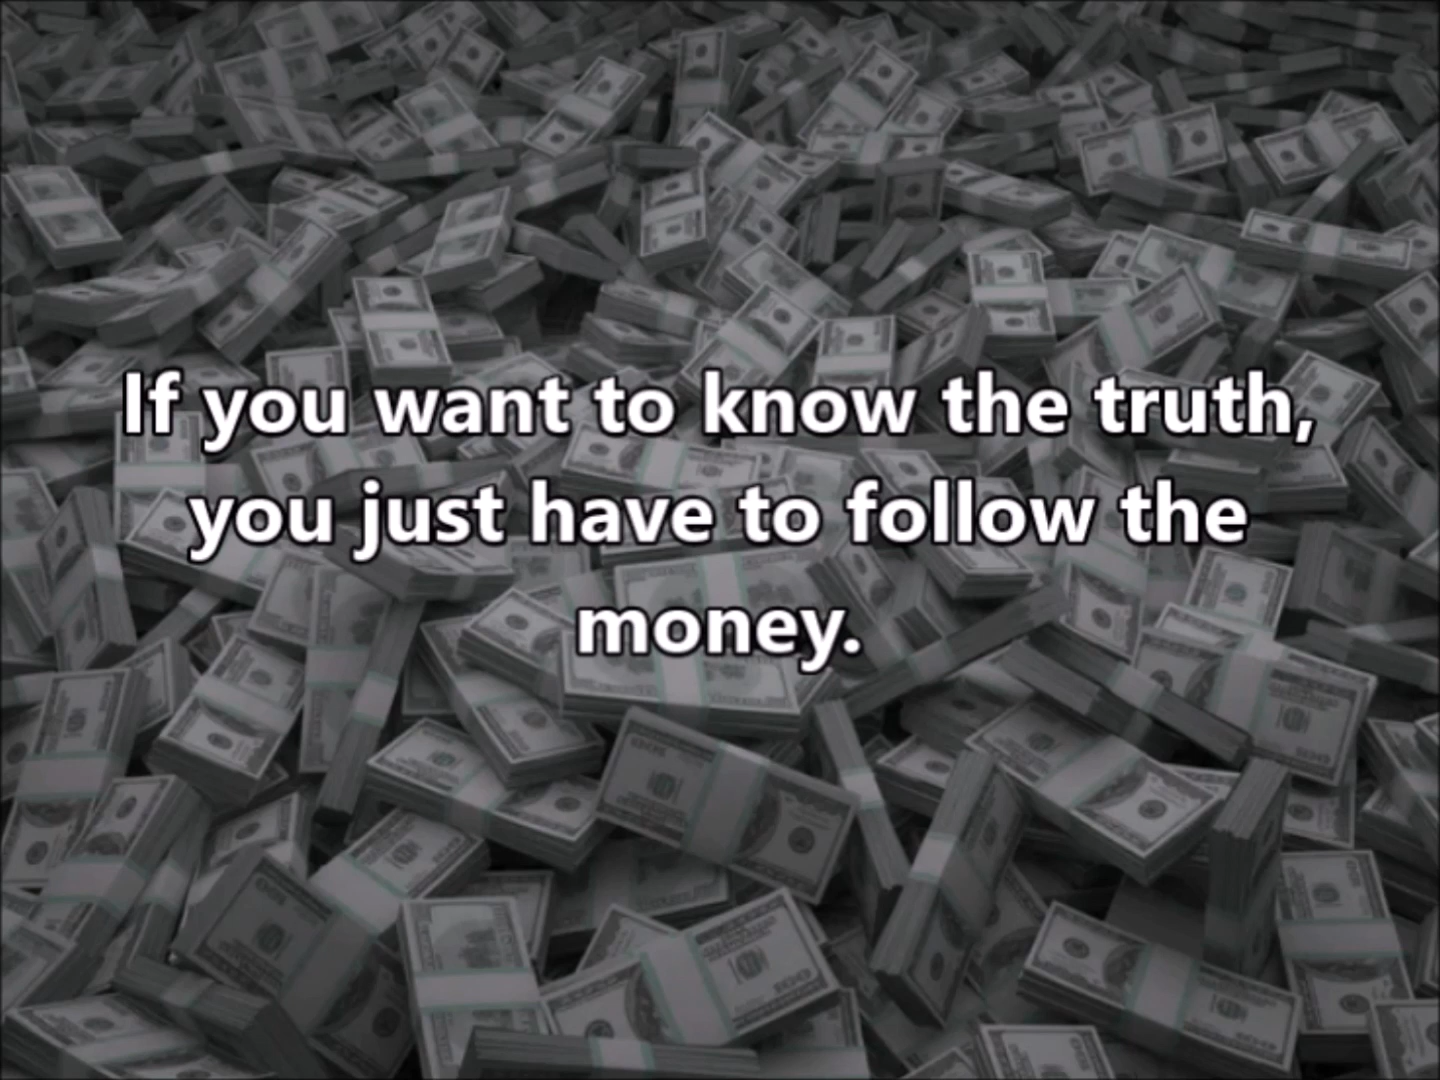 If you want to know the truth,
you just have to follow the
money.